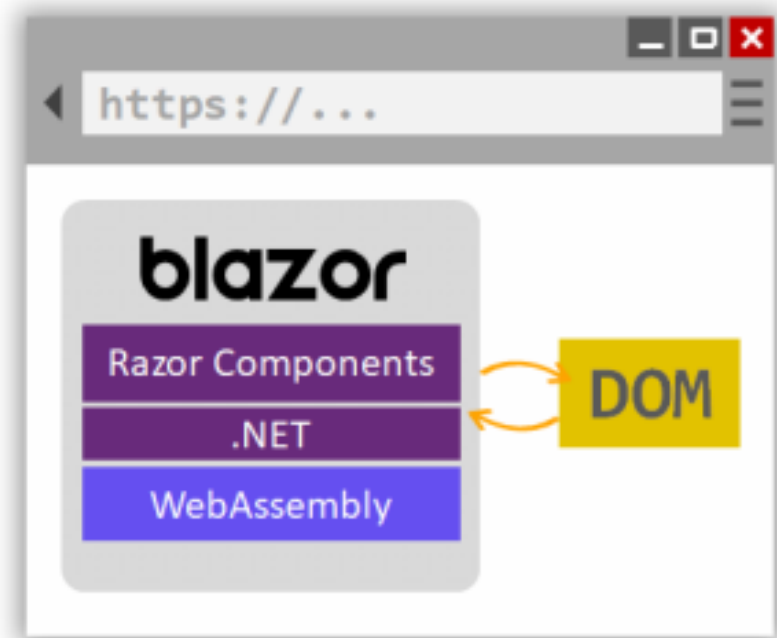 https://...
blazor
Razor Components
.NET
WebAssembly
DOM